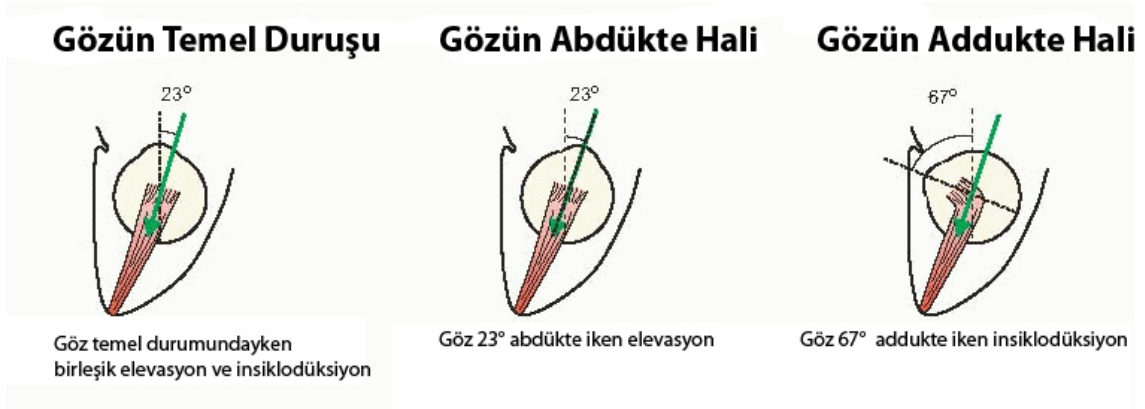 Gözün Temel Duruşu
23°
Göz temel durumundayken
birleşik elevasyon ve insiklodüksiyon
Gözün Abdükte Hali
23°
Göz 23° abdükte iken elevasyon
Gözün Addukte Hali
67°
Göz 67° addukte iken insiklodüksiyon